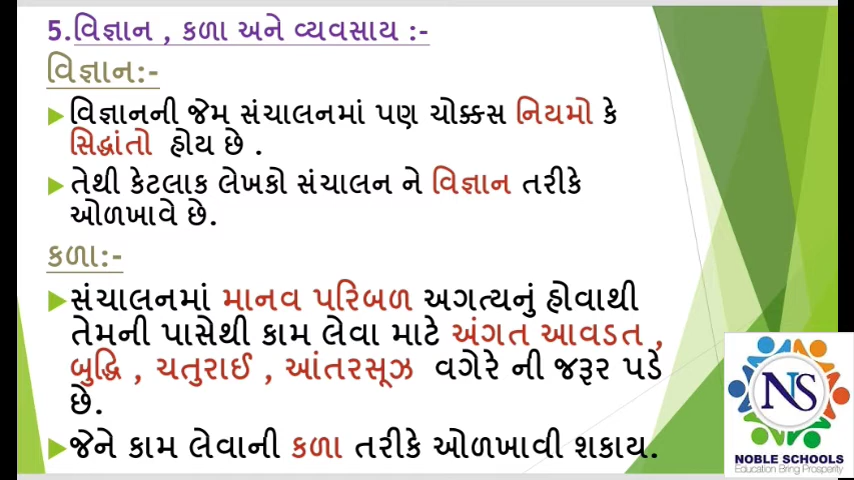 5.વિજ્ઞાન , કળા અને વ્યવસાય :-
વિજ્ઞાન:-
વિજ્ઞાનની જેમ સંચાલનમાં પણ ચોક્કસ નિયમો કે
સિદ્ધાંતો હોય છે .
તેથી કેટલાક લેખકો સંચાલન ને વિજ્ઞાન તરીકે
ઓળખાવે છે.
કળા:-
સંચાલનમાં માનવ પરિબળ અગત્યનું હોવાથી
તેમની પાસેથી કામ લેવા માટે અંગત આવડત ,
બુદ્ધિ , ચતુરાઈ , આંતરસૂઝ વગેરે ની જરૂર પડે
છે.
જેને કામ લેવાની કળા તરીકે ઓળખાવી શકાય.
NS
NOBLE SCHOOLS
Education Bring Prosperity